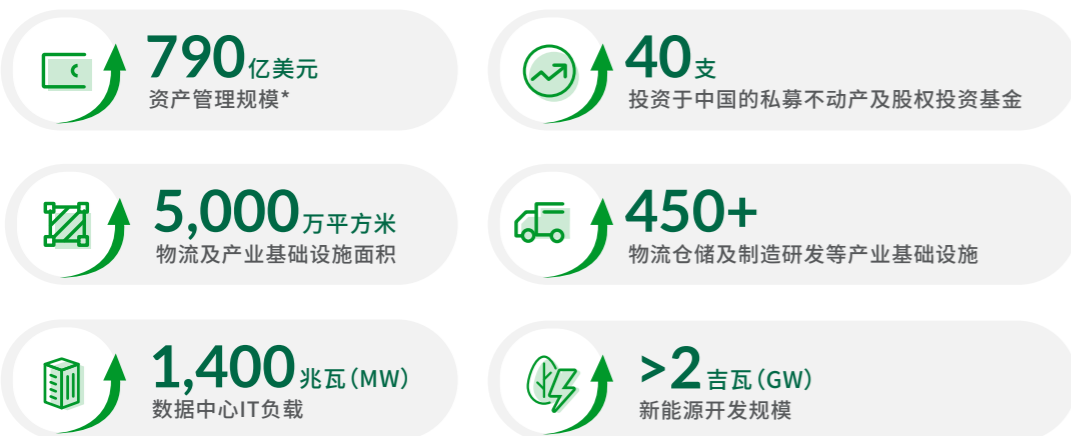 790亿美元
资产管理规模*
40支
投资于中国的私募不动产及股权投资基金
5,000万平方米
物流及产业基础设施面积
450+
物流仓储及制造研发等产业基础设施
1,400兆瓦（MW）
数据中心IT负载
>2吉瓦（GW）
新能源开发规模